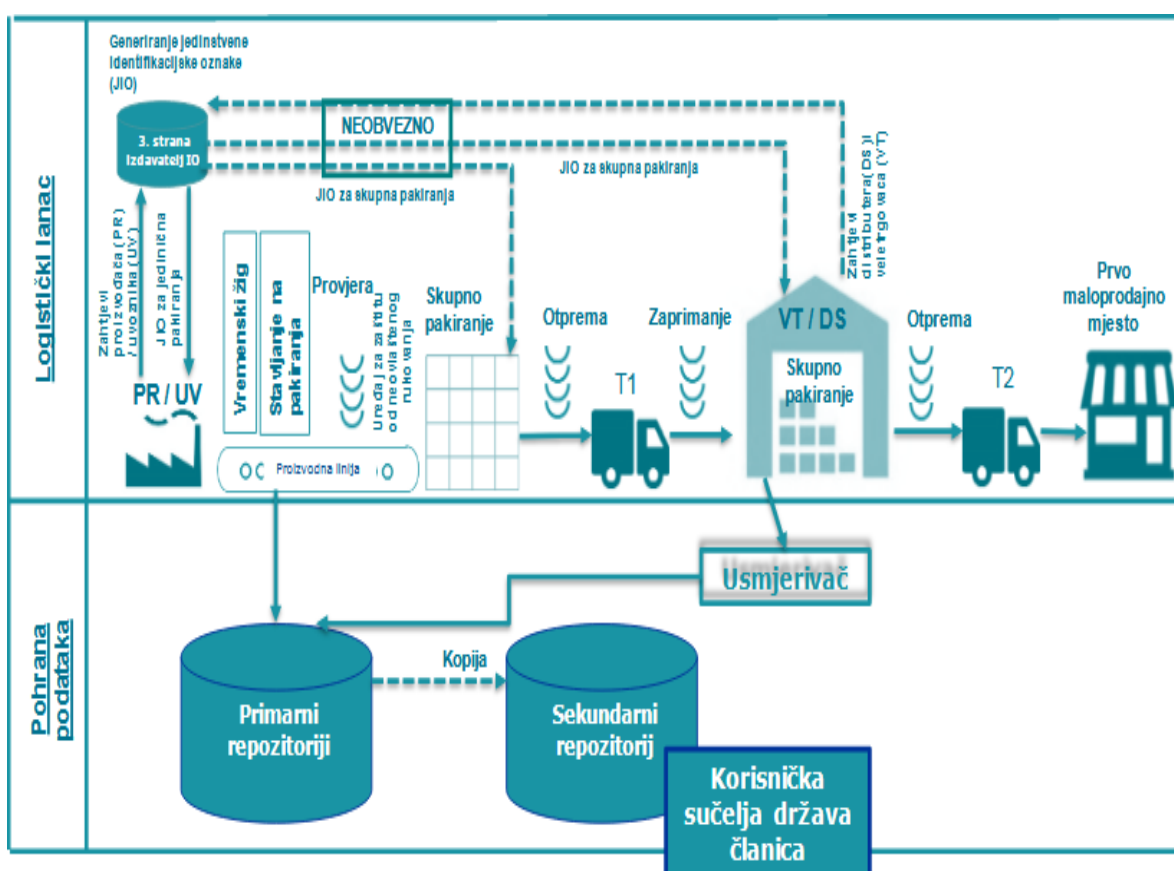 Generiranje jedinstvene
identifikacijske oznake
(JIO)
3. strana
Izdavatelj IO
NEOBVEZNO
JIO za skupna pakiranja
JIO za skupna pakiranja
Logistički lanac
Zahtjevi
proizvođača (PR)
/ uvoznika (UV)
JIO za jedinična
pakiranja
PR / UV
Vremenski žig
Stavljanje na
pakiranja
Provjera
Uređaj za zaštitu
od neovlaštenog
rukovanja
Proizvodna linija
Skupno
pakiranje
Otprema
T1
Zaprimanje
Zahtjevi
distributera (DS) i
veletrgovaca (VT)
VT / DS
Skupno
pakiranje
Otprema
T2
Prvo
maloprodajno
mjesto
Pohrana
podataka
Usmjerivač
Primarni
repozitoriji
Kopija
Sekundarni
repozitorij
Korisnička
sučelja država
članica